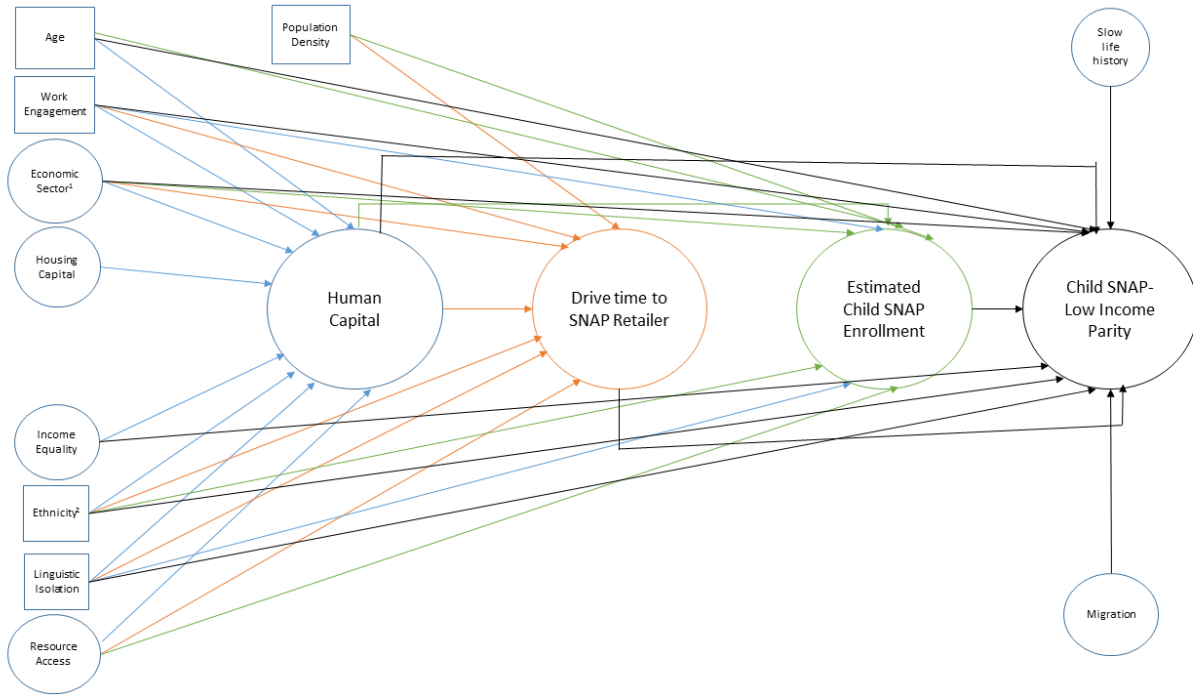 Age
Population
Density
Slow
life
history
Work
Engagement
Economic
Sector¹
Housing
Capital
Human
Capital
Drive time to
SNAP Retailer
Estimated
Child SNAP
Enrollment
Child SNAP-
Low Income
Parity
Income
Equality
Ethnicity²
Linguistic
Isolation
Resource
Access
Migration